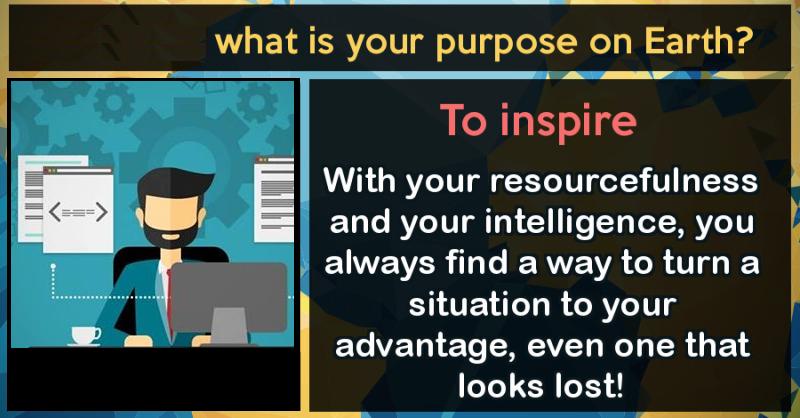 what is your purpose on Earth?
To inspire
With your resourcefulness
and your intelligence, you
always find a way to turn a
situation to your
advantage, even one that
looks lost!